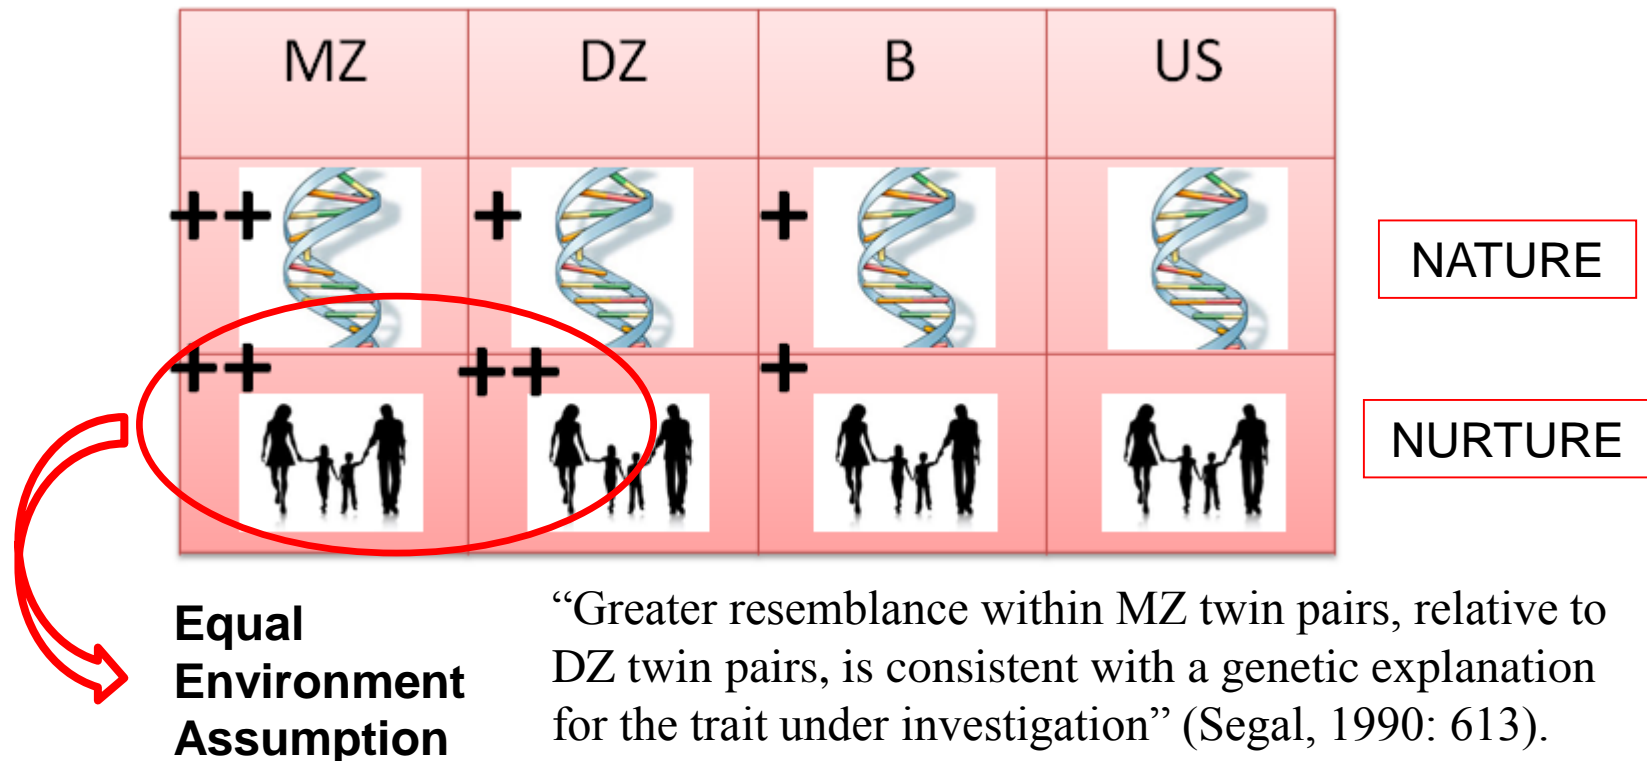 MZ DZ B US
++ + +
NATURE
++ ++ +
NURTURE
Equal
Environment
Assumption
“Greater resemblance within MZ twin pairs, relative to
DZ twin pairs, is consistent with a genetic explanation
for the trait under investigation” (Segal, 1990: 613).